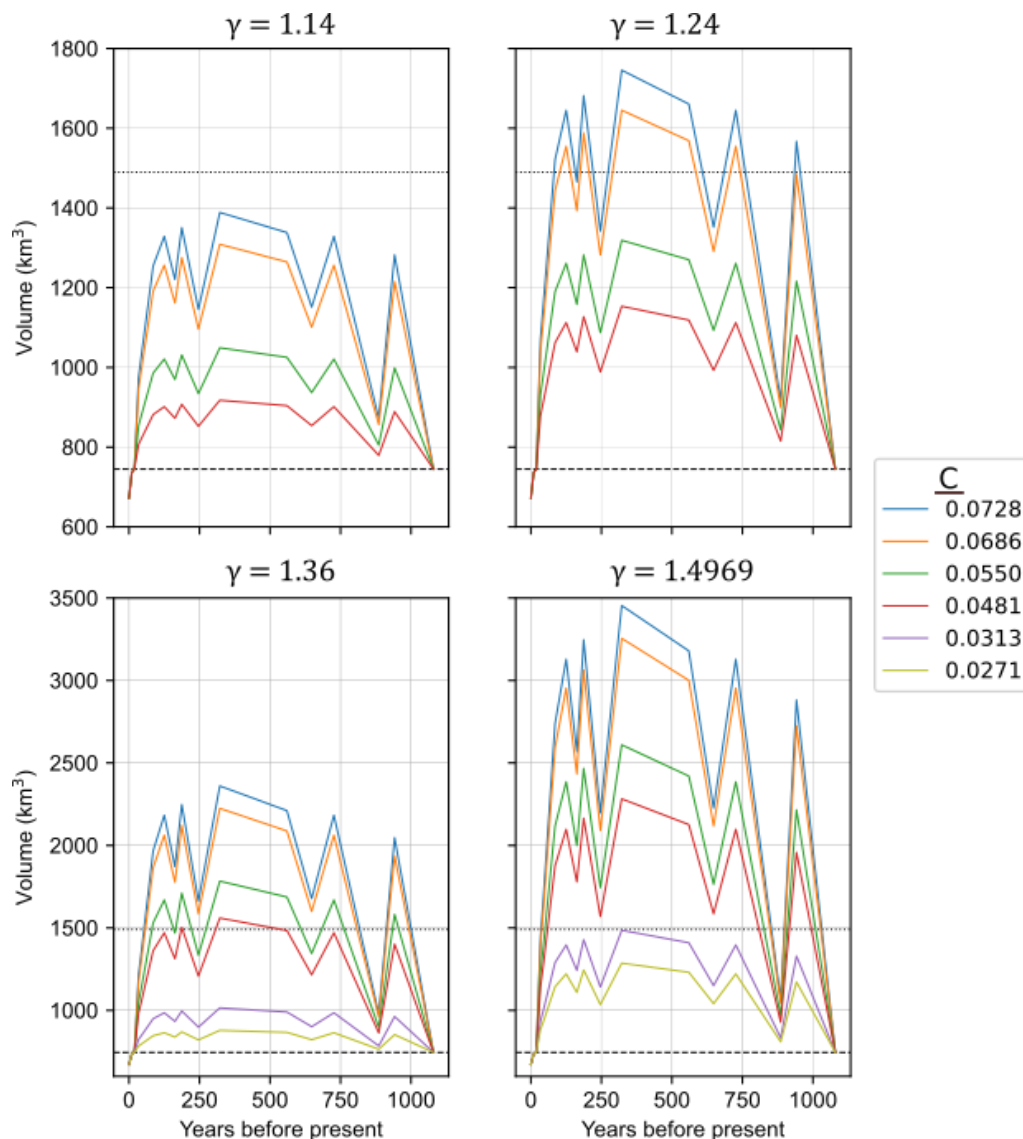 γ = 1.14
γ = 1.24
1800
1600
1400
1200
1000
800
600
Volume (km³)
γ = 1.36
γ = 1.4969
3500
3000
2500
2000
1500
1000
Volume (km³)
0 250 500 750 1000
0 250 500 750 1000
Years before present
Years before present
C
0.0728
0.0686
0.0550
0.0481
0.0313
0.0271